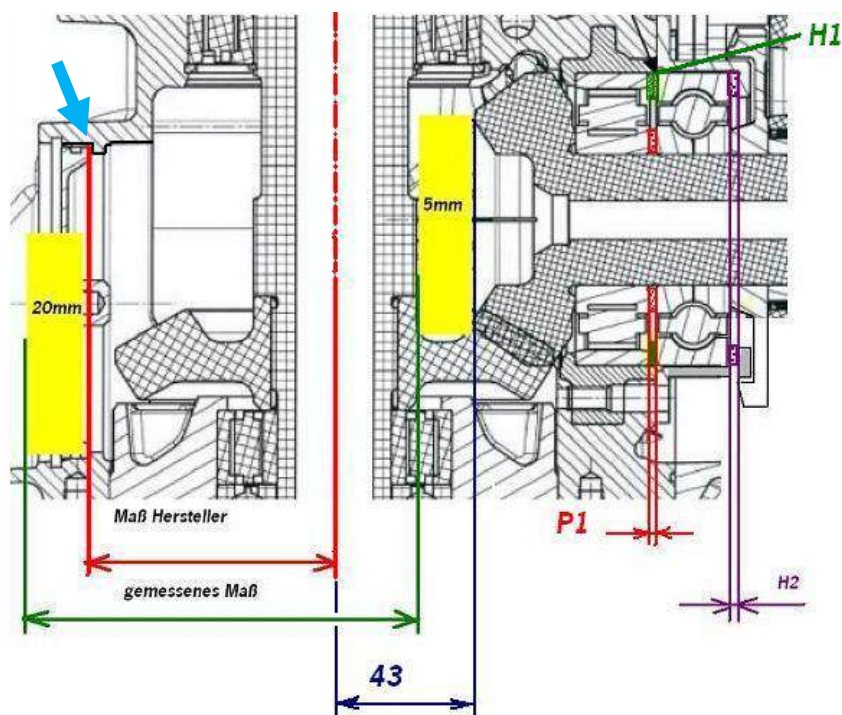 H1
5mm
20mm
Maß Hersteller
P1
gemessenes Maß
H2
43